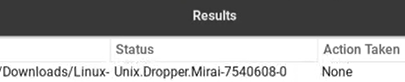 Results
Status Action Taken
/Downloads/Linux- Unix.Dropper.Mirai-7540608-0 None